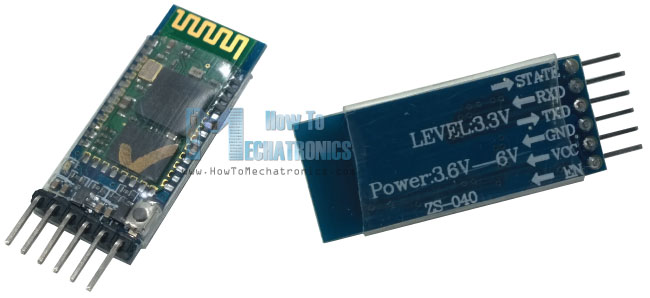 How To
MECHATRONICS
www.HowToMechatronics.com
STATE
RXD
TXD
GND
VCC
EN
LEVEL:3.3V
Power:3.6V—6V
ZS-040